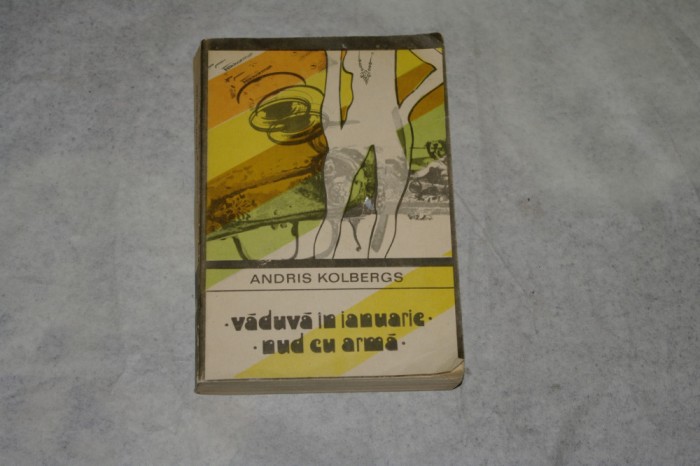 ANDRIS KOLBERGS
· văduvă în ianuarie ·
· nud cu armă ·